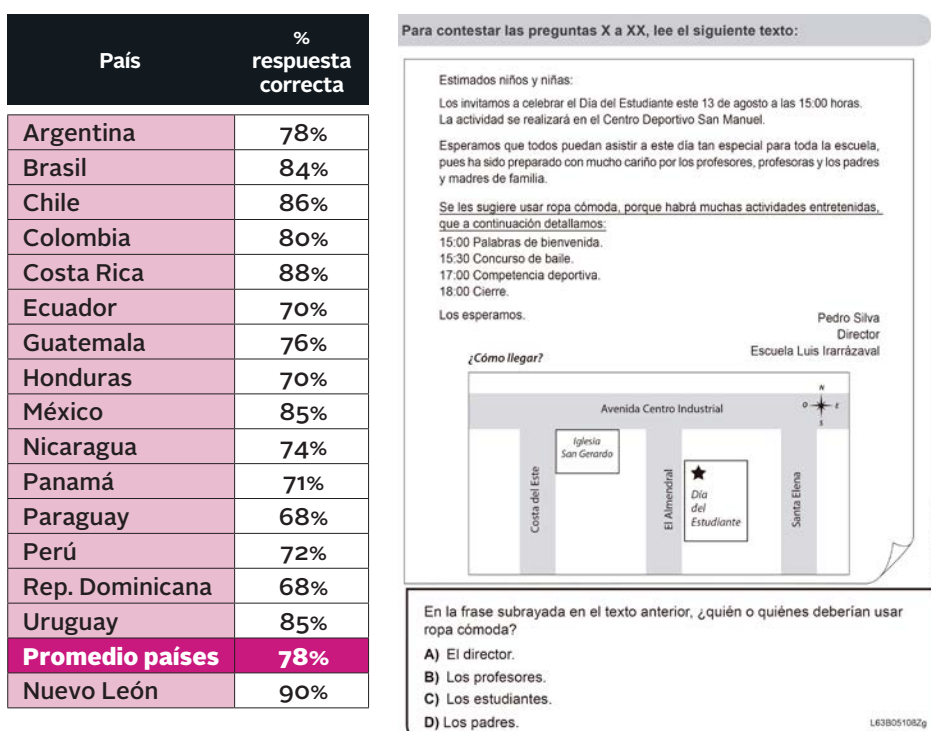 País
%
respuesta
correcta
Argentina 78%
Brasil 84%
Chile 86%
Colombia 80%
Costa Rica 88%
Ecuador 70%
Guatemala 76%
Honduras 70%
México 85%
Nicaragua 74%
Panamá 71%
Paraguay 68%
Perú 72%
Rep. Dominicana 68%
Uruguay 85%
Promedio países 78%
Nuevo León 90%
Para contestar las preguntas X a XX, lee el siguiente texto:
Estimados niños y niñas:
Los invitamos a celebrar el Día del Estudiante este 13 de agosto a las 15:00 horas.
La actividad se realizará en el Centro Deportivo San Manuel.
Esperamos que todos puedan asistir a este día tan especial para toda la escuela,
pues ha sido preparado con mucho cariño por los profesores, profesoras y los padres
y madres de familia.
Se les sugiere usar ropa cómoda, porque habrá muchas actividades entretenidas,
que a continuación detallamos:
15:00 Palabras de bienvenida.
15:30 Concurso de baile.
17:00 Competencia deportiva.
18:00 Cierre.
Los esperamos.
Pedro Silva
Director
Escuela Luis Irarrázaval
¿Cómo llegar?
N
O E
S
Avenida Centro Industrial
Iglesia
San Gerardo
Costa del Este
El Almendral
Día
del
Estudiante
Santa Elena
En la frase subrayada en el texto anterior, ¿quién o quiénes deberían usar
ropa cómoda?
A) El director.
B) Los profesores.
C) Los estudiantes.
D) Los padres.
L63B05108Zg